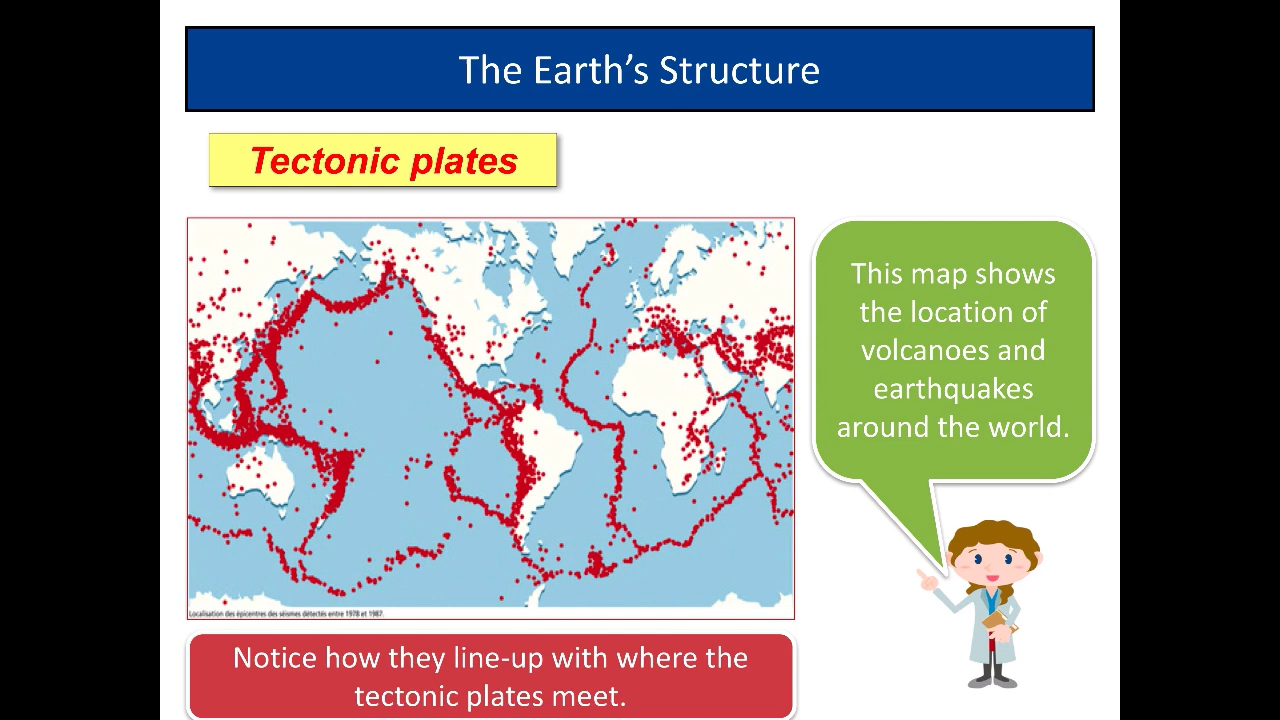 The Earth’s Structure
Tectonic plates
This map shows
the location of
volcanoes and
earthquakes
around the world.
Localisation des épicentres des séismes détectés entre 1978 et 1987.
Notice how they line-up with where the
tectonic plates meet.